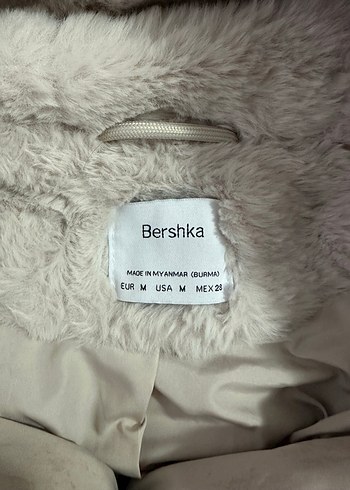 Bershka
MADE IN MYANMAR (BURMA)
EUR M USA M MEX 28